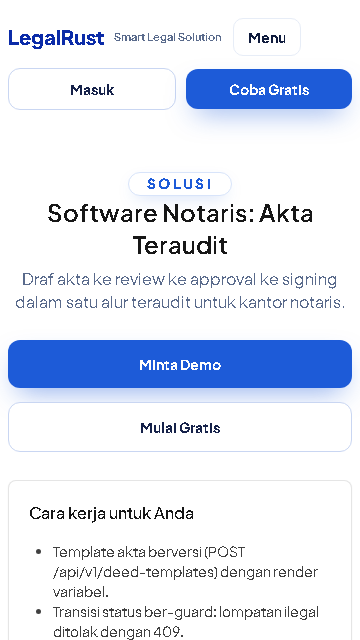 LegalRust Smart Legal Solution Menu
Masuk Coba Gratis
SOLUSI
Software Notaris: Akta
Teraudit
Draf akta ke review ke approval ke signing
dalam satu alur teraudit untuk kantor notaris.
Minta Demo
Mulai Gratis
Cara kerja untuk Anda
• Template akta berversi (POST
/api/v1/deed-templates) dengan render
variabel.
• Transisi status ber-guard: lompatan ilegal
ditolak dengan 409.